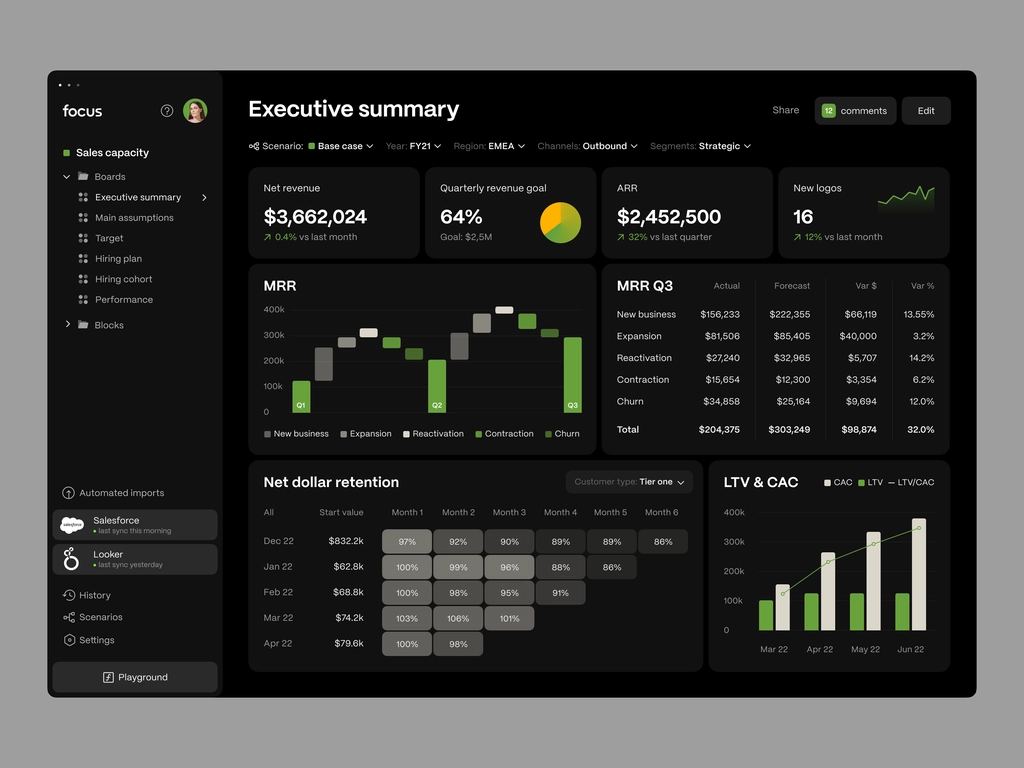 focus
Sales capacity
Boards
Executive summary
Main assumptions
Target
Hiring plan
Hiring cohort
Performance
Blocks
Automated imports
salesforce
Salesforce
last sync this morning
Looker
last sync yesterday
History
Scenarios
Settings
Playground
Executive summary
Share
12 comments
Edit
Scenario: Base case Year: FY21 Region: EMEA Channels: Outbound Segments: Strategic
Net revenue
$3,662,024
0.4% vs last month
Quarterly revenue goal
64%
Goal: $2,5M
ARR
$2,452,500
32% vs last quarter
New logos
16
12% vs last month
MRR
400k
300k
200k
100k
0
Q1 Q2 Q3
New business Expansion Reactivation Contraction Churn
MRR Q3 Actual Forecast Var $ Var %
New business $156,233 $222,355 $66,119 13.55%
Expansion $81,506 $85,405 $40,000 3.2%
Reactivation $27,240 $32,965 $5,707 14.2%
Contraction $15,654 $12,300 $3,354 6.2%
Churn $34,858 $25,164 $9,694 12.0%
Total $204,375 $303,249 $98,874 32.0%
Net dollar retention
Customer type: Tier one
All Start value Month 1 Month 2 Month 3 Month 4 Month 5 Month 6
Dec 22 $832.2k 97% 92% 90% 89% 89% 86%
Jan 22 $62.8k 100% 99% 96% 88% 86%
Feb 22 $68.8k 100% 98% 95% 91%
Mar 22 $74.2k 103% 106% 101%
Apr 22 $79.6k 100% 98%
LTV & CAC
CAC LTV LTV/CAC
400k
300k
200k
100k
0
Mar 22 Apr 22 May 22 Jun 22